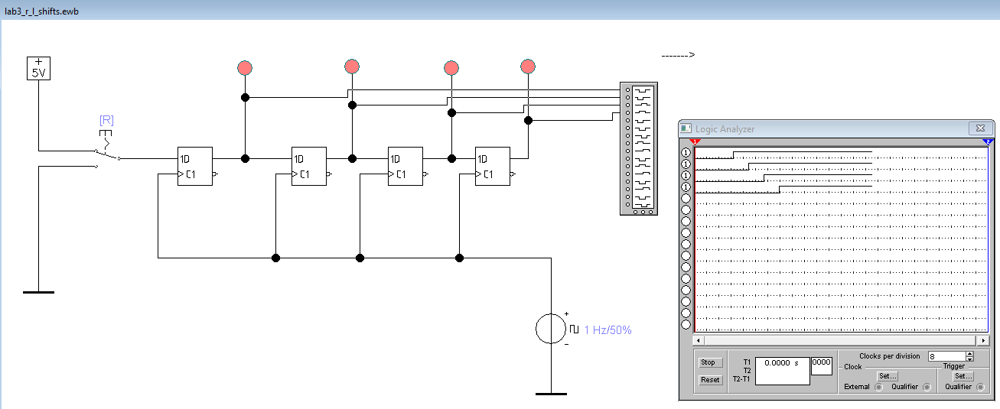 lab3_r_l_shifts.ewb
------->
+
5V
[R]
1D
C1
1D
C1
1D
C1
1D
C1
+
1 Hz/50%
-
Logic Analyzer
1
2
1
1
1
1
Stop
Reset
T1
T2
T2-T1
0.0000 s
0000
Clocks per division 8
Clock
Trigger
Set...
Set...
External
Qualifier
Qualifier